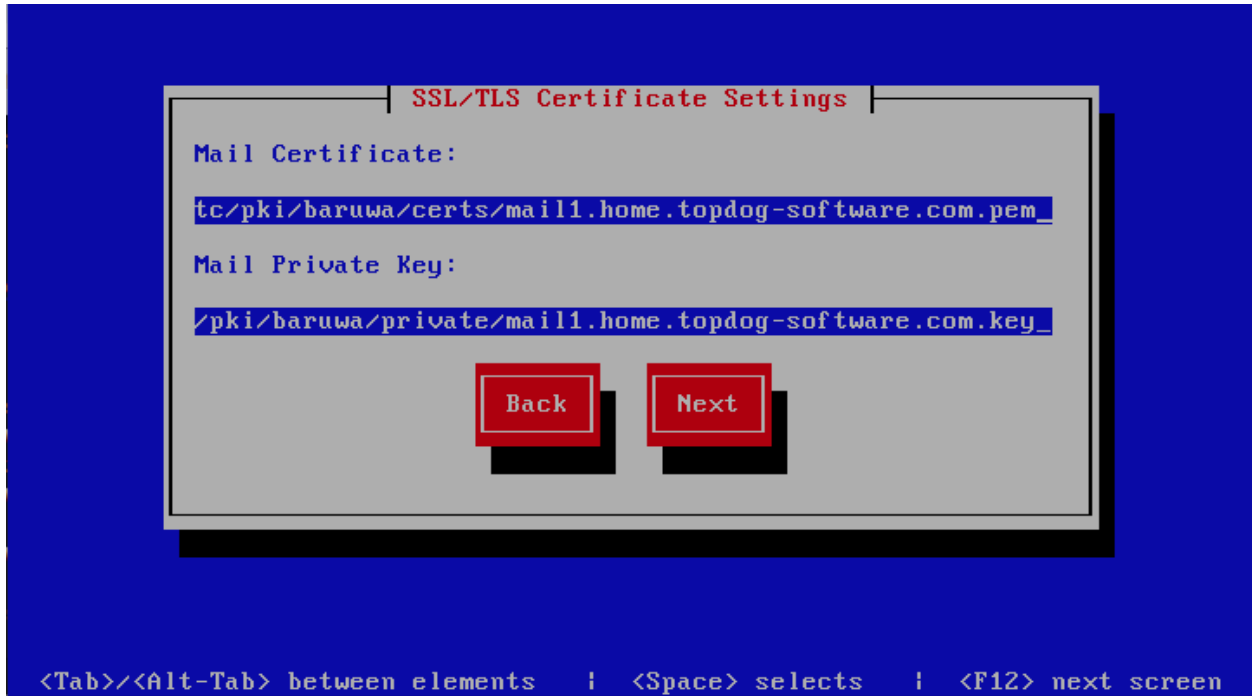 SSL/TLS Certificate Settings
Mail Certificate:
tc/pki/baruwa/certs/mail1.home.topdog-software.com.pem_
Mail Private Key:
/pki/baruwa/private/mail1.home.topdog-software.com.key_
Back Next
<Tab>/<Alt-Tab> between elements | <Space> selects | <F12> next screen